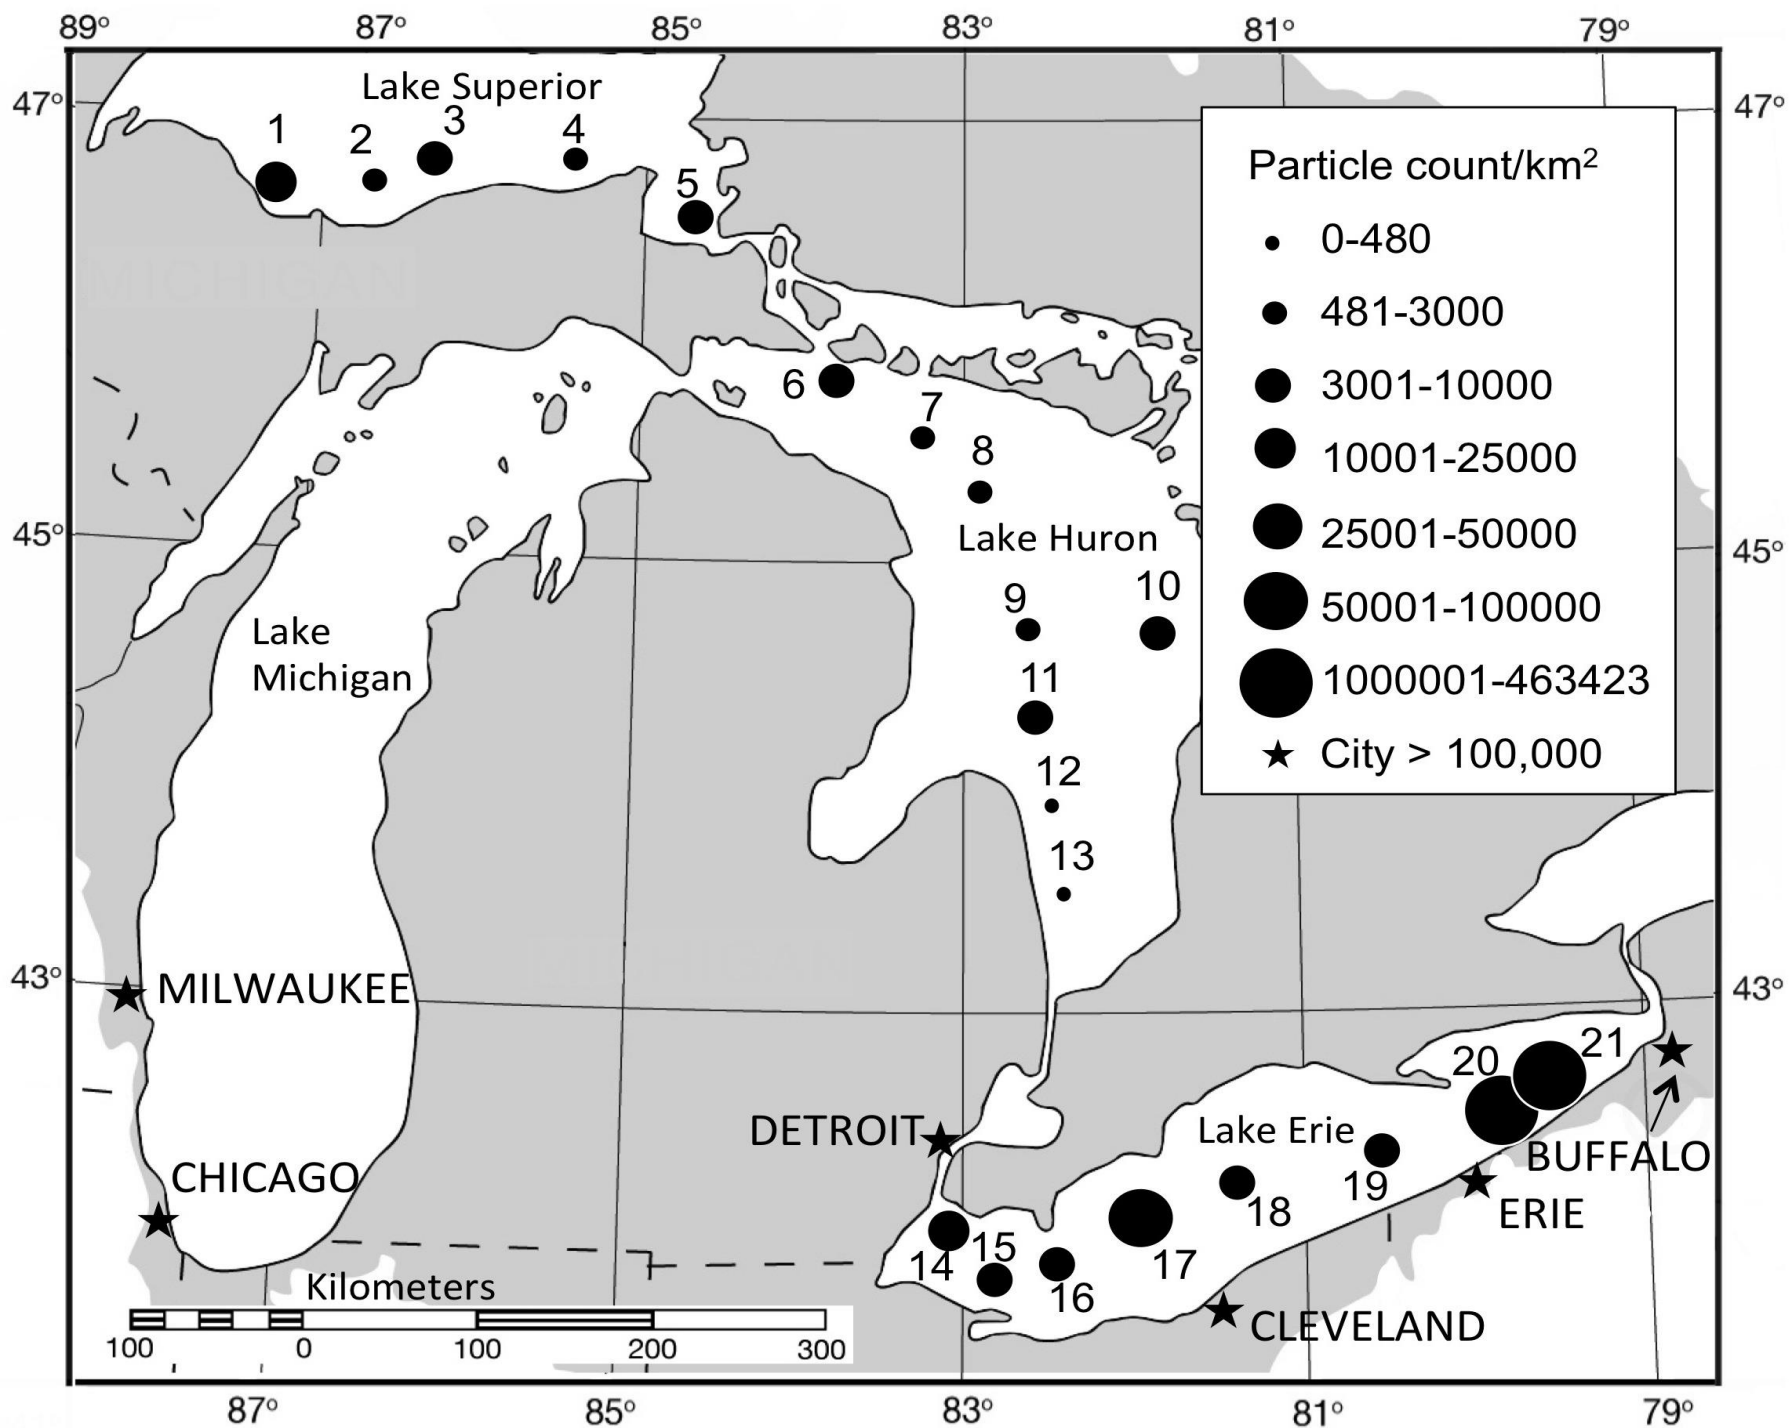 89° 87° 85° 83° 81° 79°
47° 47°
Lake Superior
1 2 3 4
5
MICHIGAN
Particle count/km²
0-480
481-3000
3001-10000
10001-25000
25001-50000
50001-100000
1000001-463423
City > 100,000
6
7
8
Lake Huron
45° 45°
9 10
11
12
13
Lake
Michigan
MICHIGAN
43° 43°
MILWAUKEE
CHICAGO
DETROIT
Lake Erie
20 21
BUFFALO
ERIE
19
18
17
14 15
16
CLEVELAND
Kilometers
100 0 100 200 300
87° 85° 83° 81° 79°